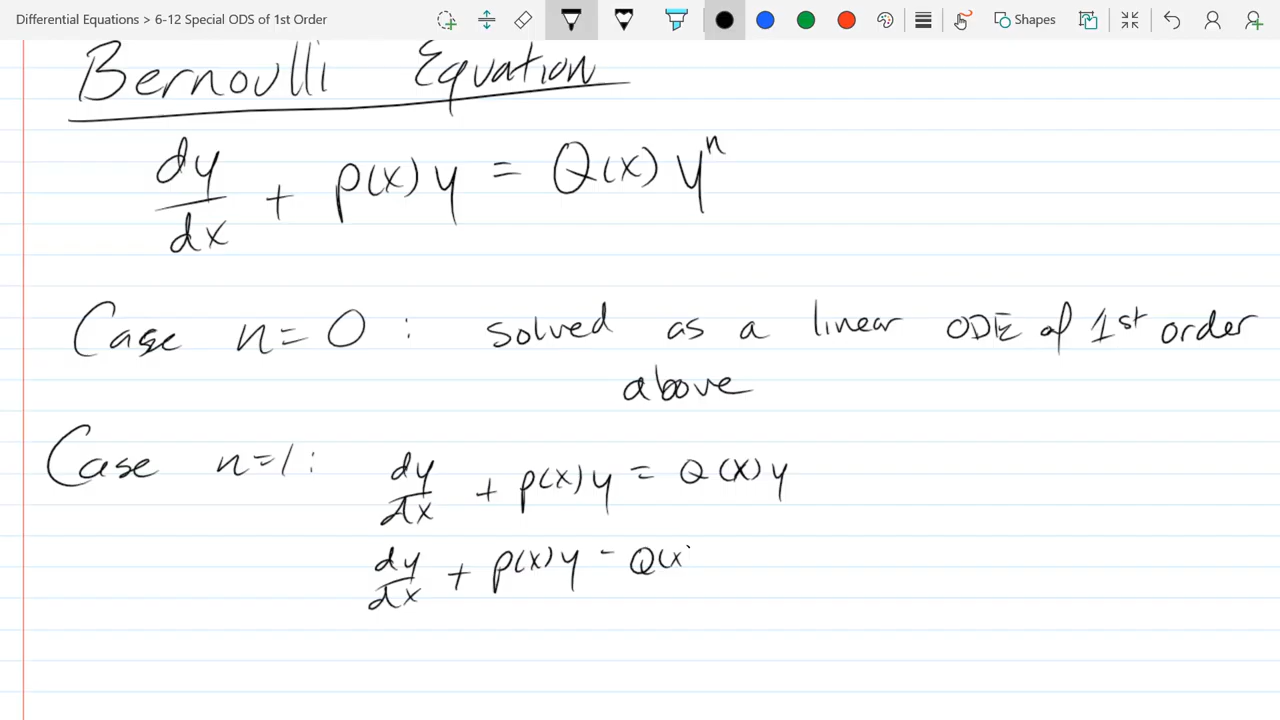 Differential Equations > 6-12 Special ODS of 1st Order
Shapes
Bernoulli Equation
dy/dx + p(x)y = Q(x)yⁿ
Case n=0: solved as a linear ODE of 1st order
above
Case n=1: dy/dx + p(x)y = Q(x)y
dy/dx + p(x)y - Q(x